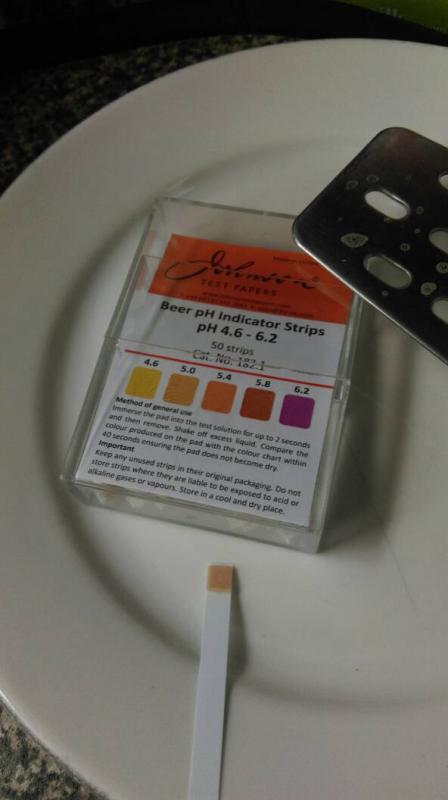 Made in
Johnson
TEST PAPERS
Beer pH Indicator Strips
pH 4.6 - 6.2
50 strips
Cat. No. 182.1
4.6 5.0 5.4 5.8 6.2
Method of general use
Immerse the pad into the test solution for up to 2 seconds
and then remove. Shake off excess liquid. Compare the
colour produced on the pad with the colour chart within
40 seconds ensuring the pad does not become dry.
Important
Keep any unused strips in their original packaging. Do not
store strips where they are liable to be exposed to acid or
alkaline gases or vapours. Store in a cool and dry place.